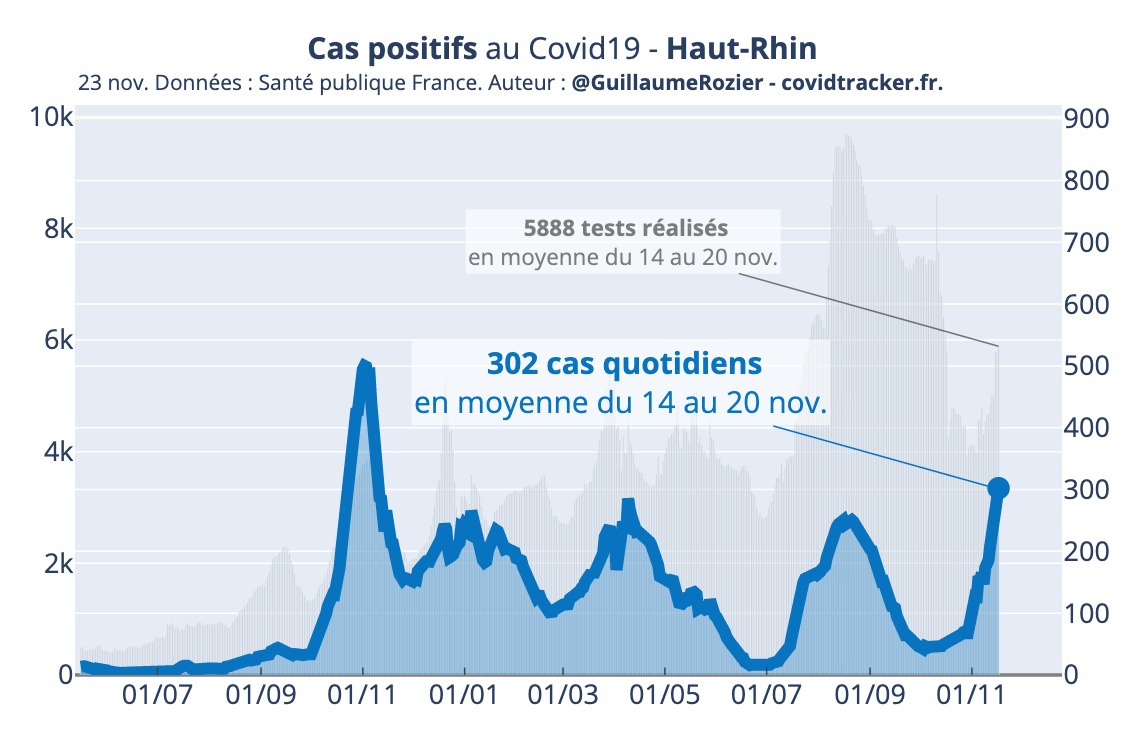 Cas positifs au Covid19 - Haut-Rhin
23 nov. Données : Santé publique France. Auteur : @GuillaumeRozier - covidtracker.fr.
10k
900
800
8k
700
5888 tests réalisés
en moyenne du 14 au 20 nov.
600
6k
500
302 cas quotidiens
en moyenne du 14 au 20 nov.
400
4k
300
2k
200
100
0
0
01/07
01/09
01/11
01/01
01/03
01/05
01/07
01/09
01/11